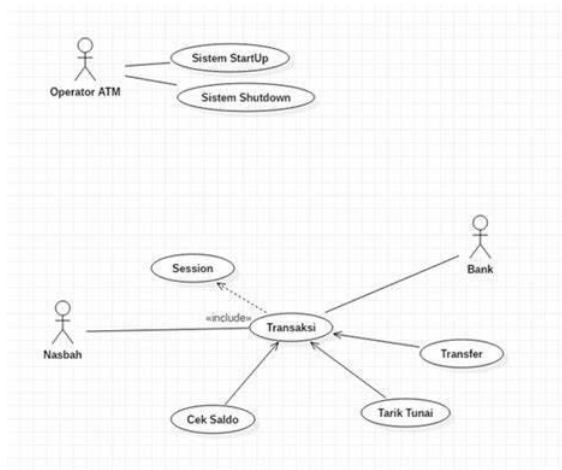 Sistem StartUp
Operator ATM
Sistem Shutdown
Bank
Session
«include»
Transaksi
Nasbah
Transfer
Cek Saldo
Tarik Tunai